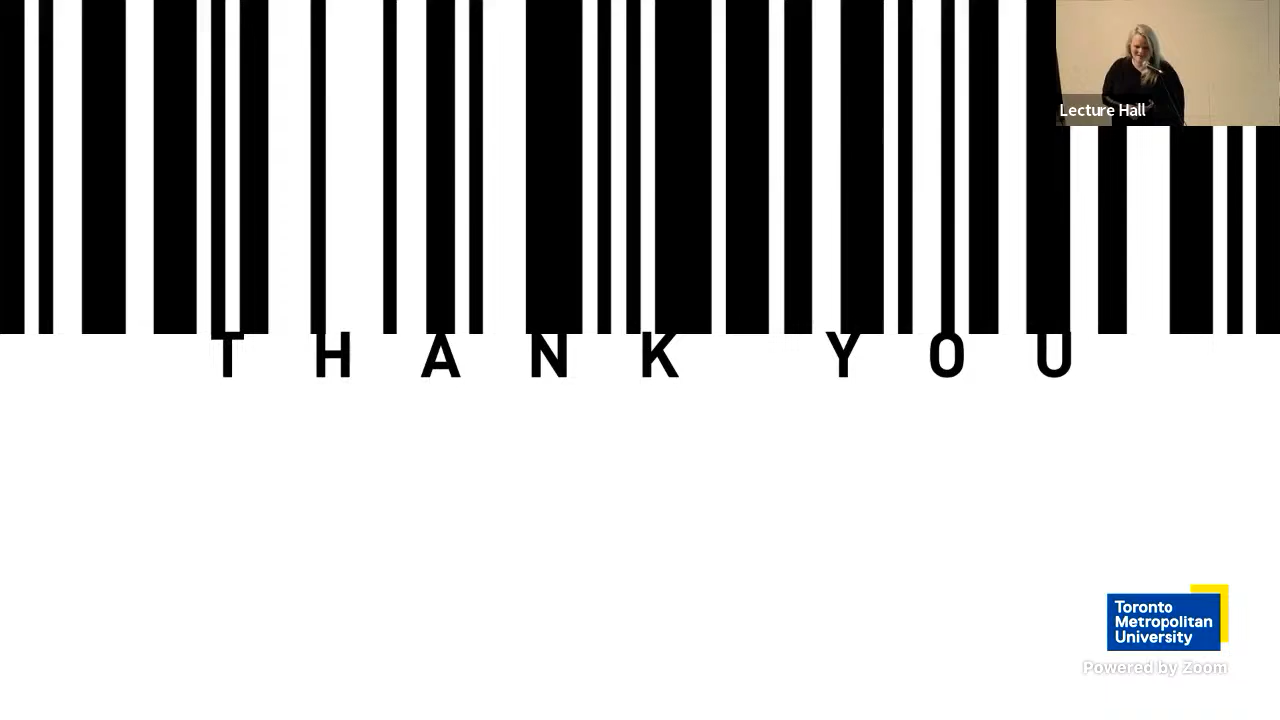 Lecture Hall
THANK YOU
Toronto
Metropolitan
University
Powered by Zoom